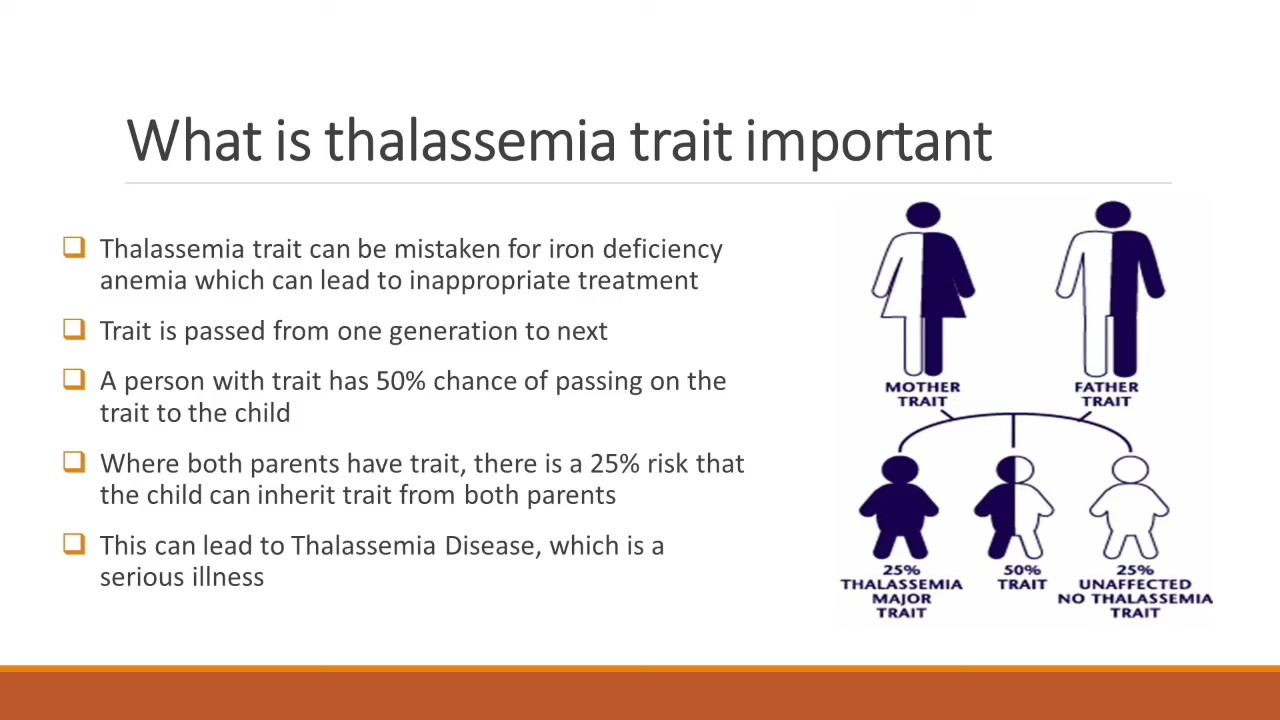 What is thalassemia trait important
Thalassemia trait can be mistaken for iron deficiency
anemia which can lead to inappropriate treatment
Trait is passed from one generation to next
A person with trait has 50% chance of passing on the
trait to the child
Where both parents have trait, there is a 25% risk that
the child can inherit trait from both parents
This can lead to Thalassemia Disease, which is a
serious illness
MOTHER
TRAIT
FATHER
TRAIT
25%
THALASSEMIA
MAJOR
TRAIT
50%
TRAIT
25%
UNAFFECTED
NO THALASSEMIA
TRAIT